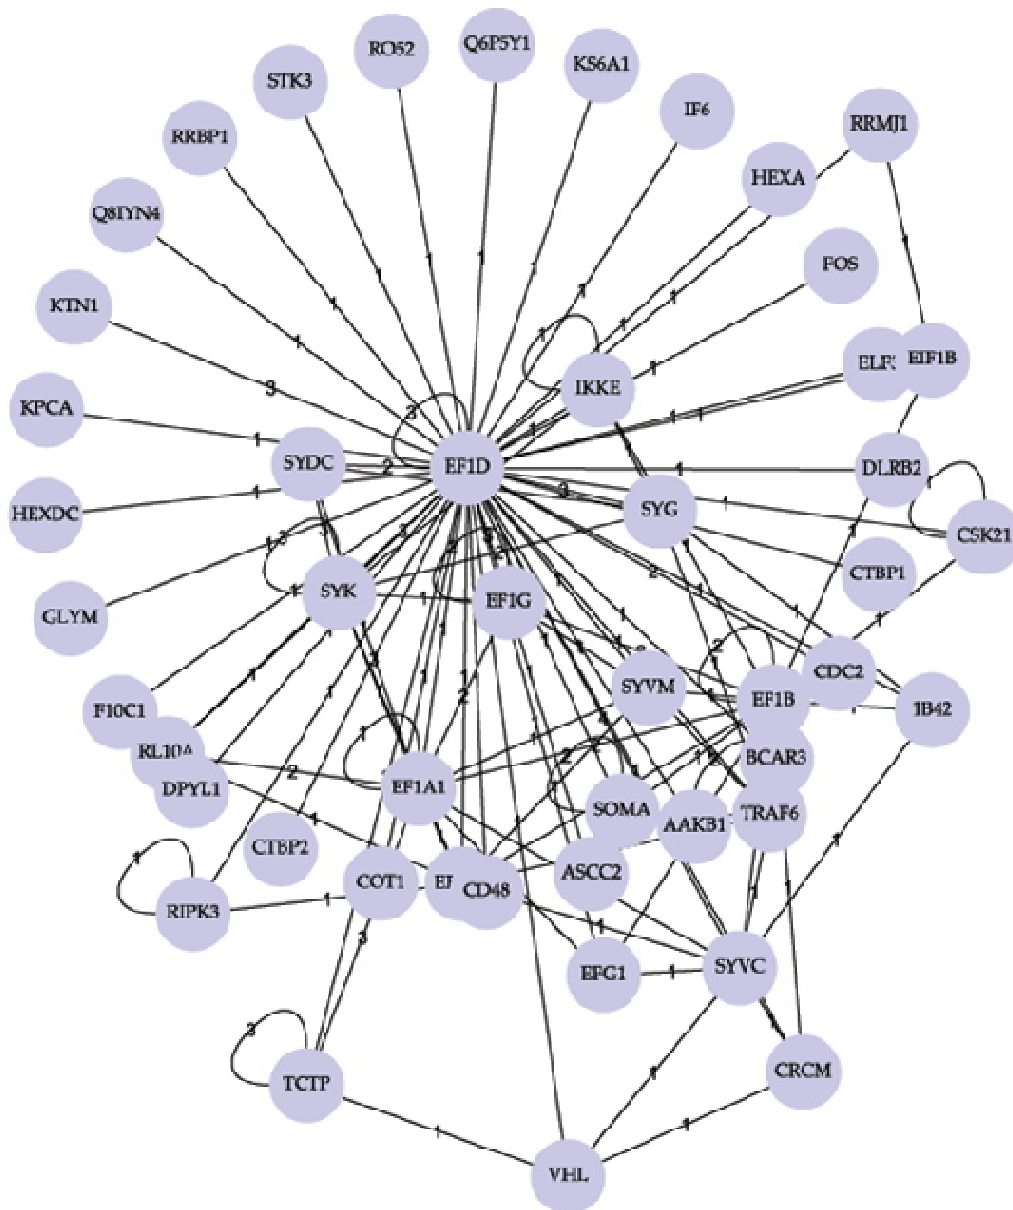 Q6P5Y1
RO52
KS6A1
STK3
IF6
RRMJ1
RRBP1
HEXA
Q8IYN4
FOS
KTN1
EIF1B
IKKE
KPCA
SYDC
EF1D
DLRB2
SYG
HEXDC
CSK21
CTBP1
SYK
EF1G
GLYM
CDC2
SYVM
EF1B
F10C1
1B42
RL10A
BCAR3
DPYL1
EF1A1
SOMA
TRAF6
AAKB1
CTBP2
ASCC2
COT1
CD48
RIPK3
SYVC
EFG1
CRCM
TCTP
VHL